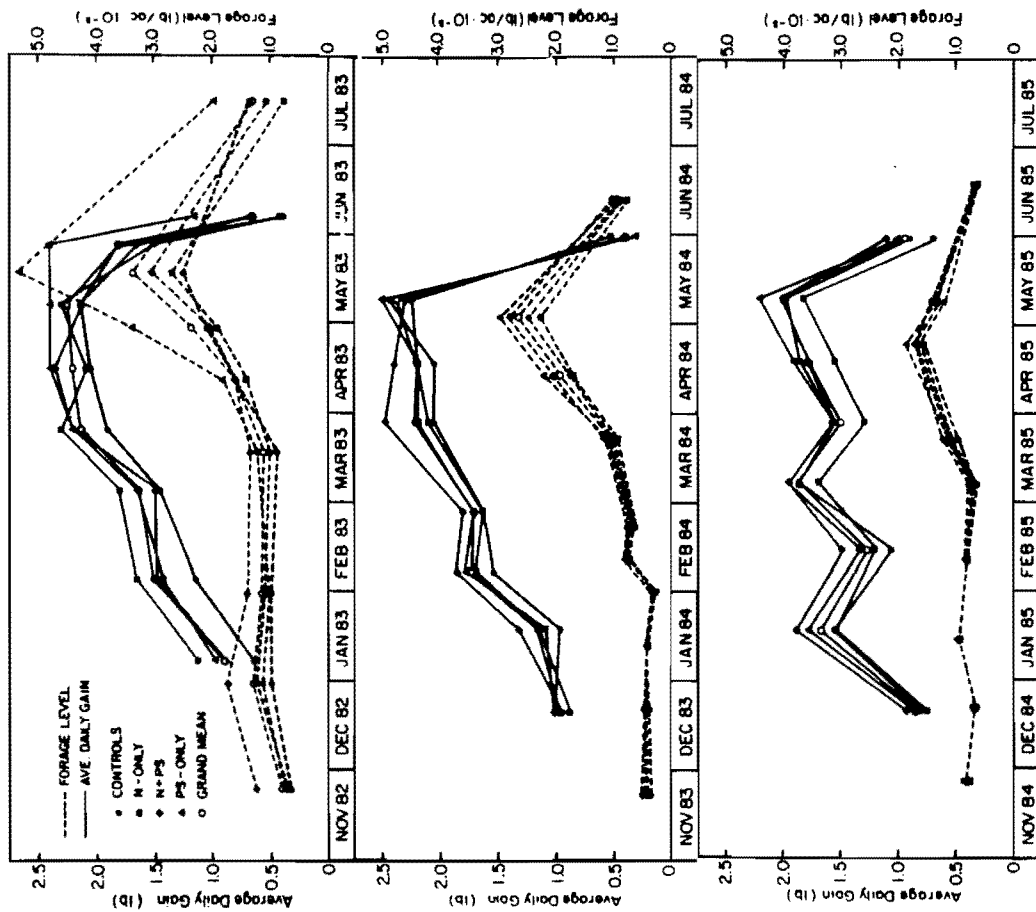 Average Daily Gain (lb)
2.5
2.0
1.5
1.0
0.5
0
FORAGE LEVEL
AVE. DAILY GAIN
CONTROLS
N-ONLY
N+PS
PS-ONLY
GRAND MEAN
Forage Level (lb/ac·10⁻³)
5.0
4.0
3.0
2.0
1.0
0
NOV 82 DEC 82 JAN 83 FEB 83 MAR 83 APR 83 MAY 83 JUN 83 JUL 83
Average Daily Gain (lb)
2.5
2.0
1.5
1.0
0.5
0
Forage Level (lb/ac·10⁻³)
5.0
4.0
3.0
2.0
1.0
0
NOV 83 DEC 83 JAN 84 FEB 84 MAR 84 APR 84 MAY 84 JUN 84 JUL 84
Average Daily Gain (lb)
2.5
2.0
1.5
1.0
0.5
0
Forage Level (lb/ac·10⁻³)
5.0
4.0
3.0
2.0
1.0
0
NOV 84 DEC 84 JAN 85 FEB 85 MAR 85 APR 85 MAY 85 JUN 85 JUL 85